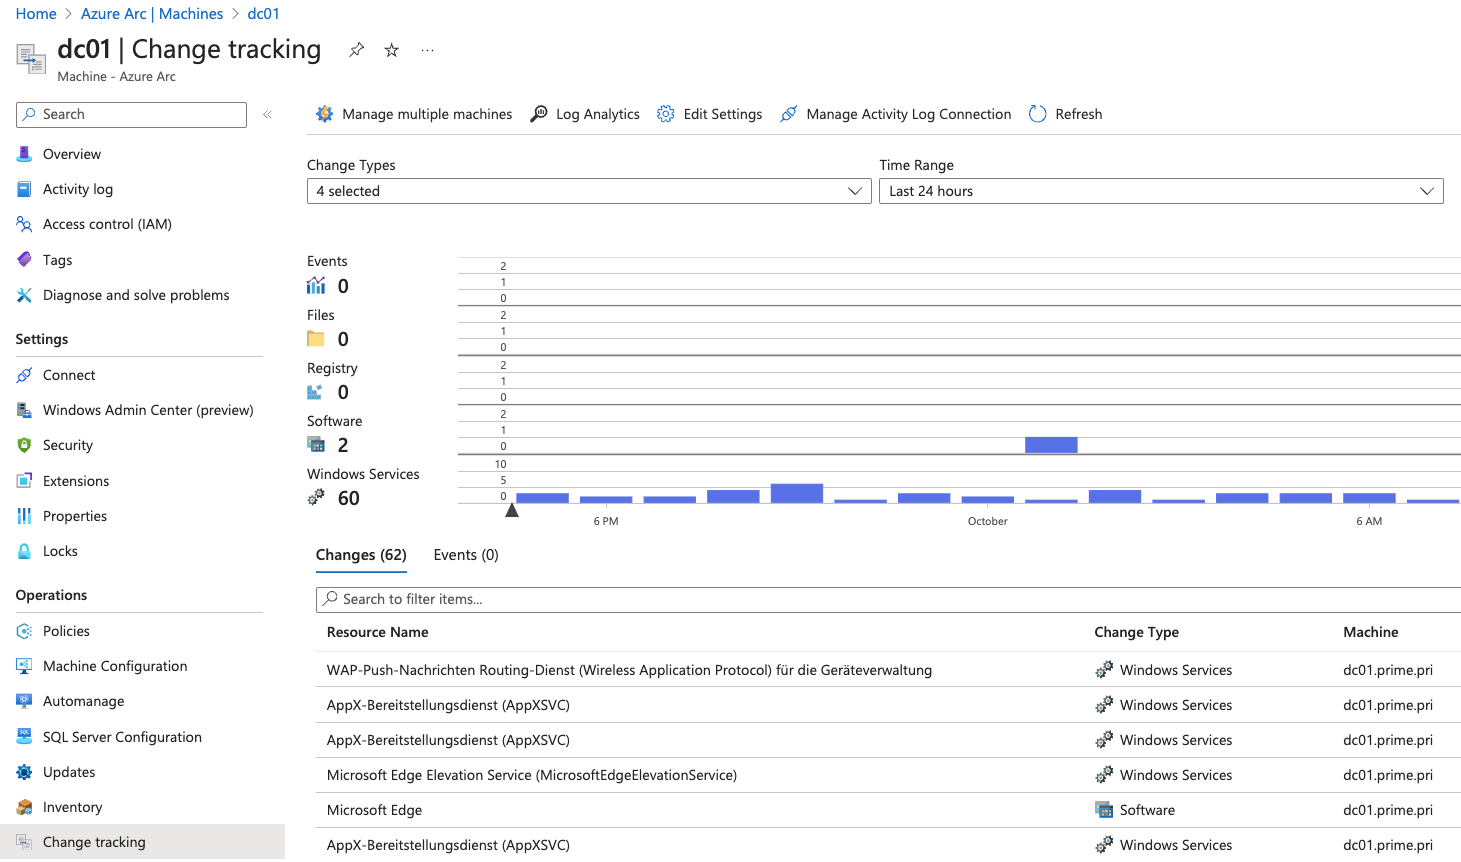 Home > Azure Arc | Machines > dc01
dc01 | Change tracking ...
Machine - Azure Arc
Search «
Overview
Activity log
Access control (IAM)
Tags
Diagnose and solve problems
Settings
Connect
Windows Admin Center (preview)
Security
Extensions
Properties
Locks
Operations
Policies
Machine Configuration
Automanage
SQL Server Configuration
Updates
Inventory
Change tracking
Manage multiple machines Log Analytics Edit Settings Manage Activity Log Connection Refresh
Change Types Time Range
4 selected Last 24 hours
Events
0
Files
0
Registry
0
Software
2
Windows Services
60
2
1
0
2
1
0
2
1
0
2
1
0
10
5
0
6 PM October 6 AM
Changes (62) Events (0)
Search to filter items...
Resource Name Change Type Machine
WAP-Push-Nachrichten Routing-Dienst (Wireless Application Protocol) für die Geräteverwaltung Windows Services dc01.prime.pri
AppX-Bereitstellungsdienst (AppXSVC) Windows Services dc01.prime.pri
AppX-Bereitstellungsdienst (AppXSVC) Windows Services dc01.prime.pri
Microsoft Edge Elevation Service (MicrosoftEdgeElevationService) Windows Services dc01.prime.pri
Microsoft Edge Software dc01.prime.pri
AppX-Bereitstellungsdienst (AppXSVC) Windows Services dc01.prime.pri